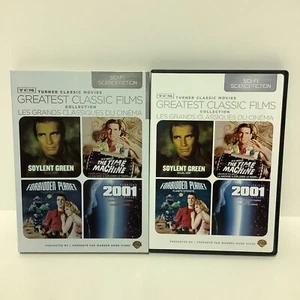 SCI-FI
SCIENCE-FICTION
TCM TURNER CLASSIC MOVIES
GREATEST CLASSIC FILMS
COLLECTION
LES GRANDS CLASSIQUES DU CINÉMA
SOYLENT GREEN
THE TIME MACHINE
FORBIDDEN PLANET
2001
SCI-FI
SCIENCE-FICTION
TCM TURNER CLASSIC MOVIES
GREATEST CLASSIC FILMS
COLLECTION
LES GRANDS CLASSIQUES DU CINÉMA
SOYLENT GREEN
THE TIME MACHINE
FORBIDDEN PLANET
2001